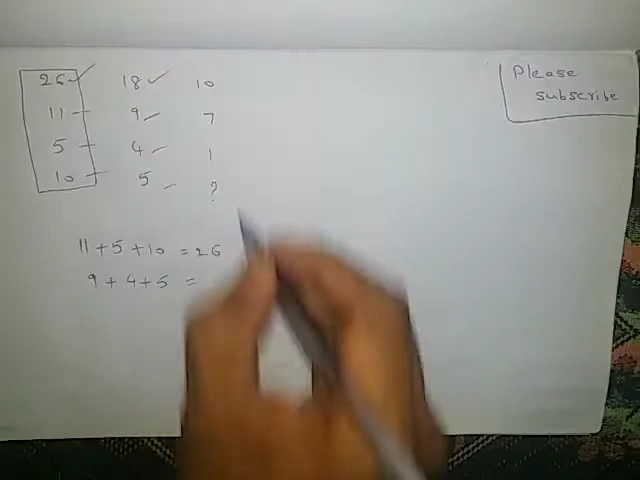 26 18 10
11 9 7
5 4 1
10 5 ?
11 + 5 + 10 = 26
9 + 4 + 5 =
Please
subscribe